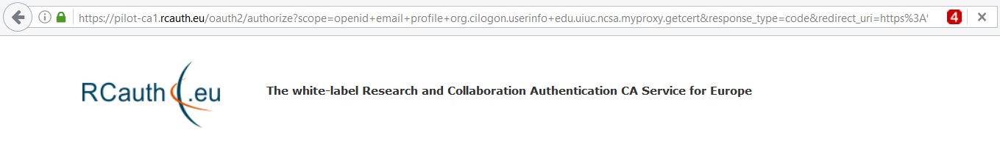 https://pilot-ca1.rcauth.eu/oauth2/authorize?scope=openid+email+profile+org.cilogon.userinfo+edu.uiuc.ncsa.myproxy.getcert&response_type=code&redirect_uri=https%3A' 4
RCauth.eu The white-label Research and Collaboration Authentication CA Service for Europe